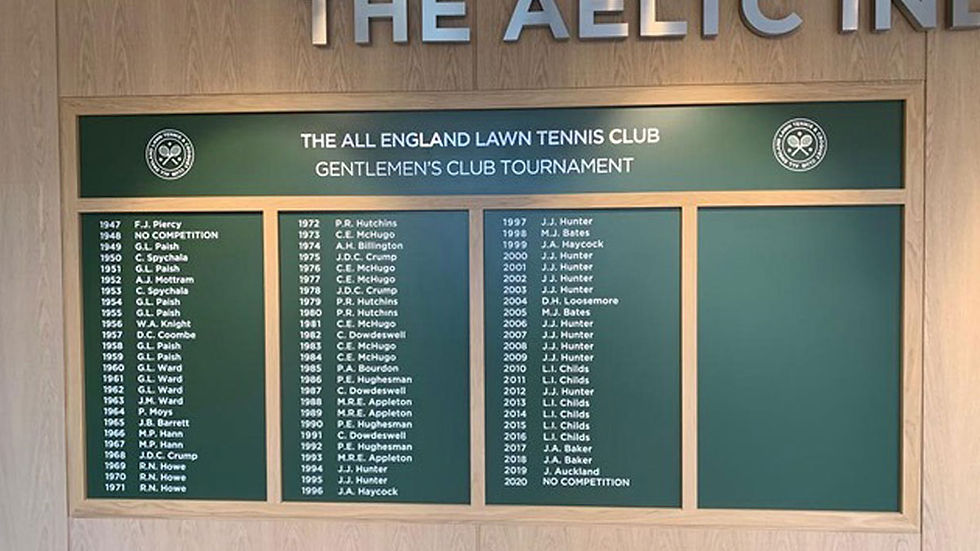 THE AELTC
THE ALL ENGLAND LAWN TENNIS CLUB
GENTLEMEN'S CLUB TOURNAMENT
1947 F.J. Piercy
1948 NO COMPETITION
1949 G.L. Paish
1950 C. Spychala
1951 G.L. Paish
1952 A.J. Mottram
1953 C. Spychala
1954 G.L. Paish
1955 G.L. Paish
1956 W.A. Knight
1957 D.C. Coombe
1958 G.L. Paish
1959 G.L. Paish
1960 G.L. Ward
1961 G.L. Ward
1962 G.L. Ward
1963 J.M. Ward
1964 P. Moys
1965 J.B. Barrett
1966 M.P. Hann
1967 M.P. Hann
1968 J.D.C. Crump
1969 R.N. Howe
1970 R.N. Howe
1971 R.N. Howe
1972 P.R. Hutchins
1973 C.E. McHugo
1974 A.H. Billington
1975 J.D.C. Crump
1976 C.E. McHugo
1977 C.E. McHugo
1978 J.D.C. Crump
1979 P.R. Hutchins
1980 P.R. Hutchins
1981 C.E. McHugo
1982 C. Dowdeswell
1983 C.E. McHugo
1984 C.E. McHugo
1985 P.A. Bourdon
1986 P.E. Hughesman
1987 C. Dowdeswell
1988 M.R.E. Appleton
1989 M.R.E. Appleton
1990 P.E. Hughesman
1991 C. Dowdeswell
1992 P.E. Hughesman
1993 M.R.E. Appleton
1994 J.J. Hunter
1995 J.J. Hunter
1996 J.A. Haycock
1997 J.J. Hunter
1998 M.J. Bates
1999 J.A. Haycock
2000 J.J. Hunter
2001 J.J. Hunter
2002 J.J. Hunter
2003 J.J. Hunter
2004 D.H. Loosemore
2005 M.J. Bates
2006 J.J. Hunter
2007 J.J. Hunter
2008 J.J. Hunter
2009 J.J. Hunter
2010 L.I. Childs
2011 L.I. Childs
2012 J.J. Hunter
2013 L.I. Childs
2014 L.I. Childs
2015 L.I. Childs
2016 L.I. Childs
2017 J.A. Baker
2018 J.A. Baker
2019 J. Auckland
2020 NO COMPETITION